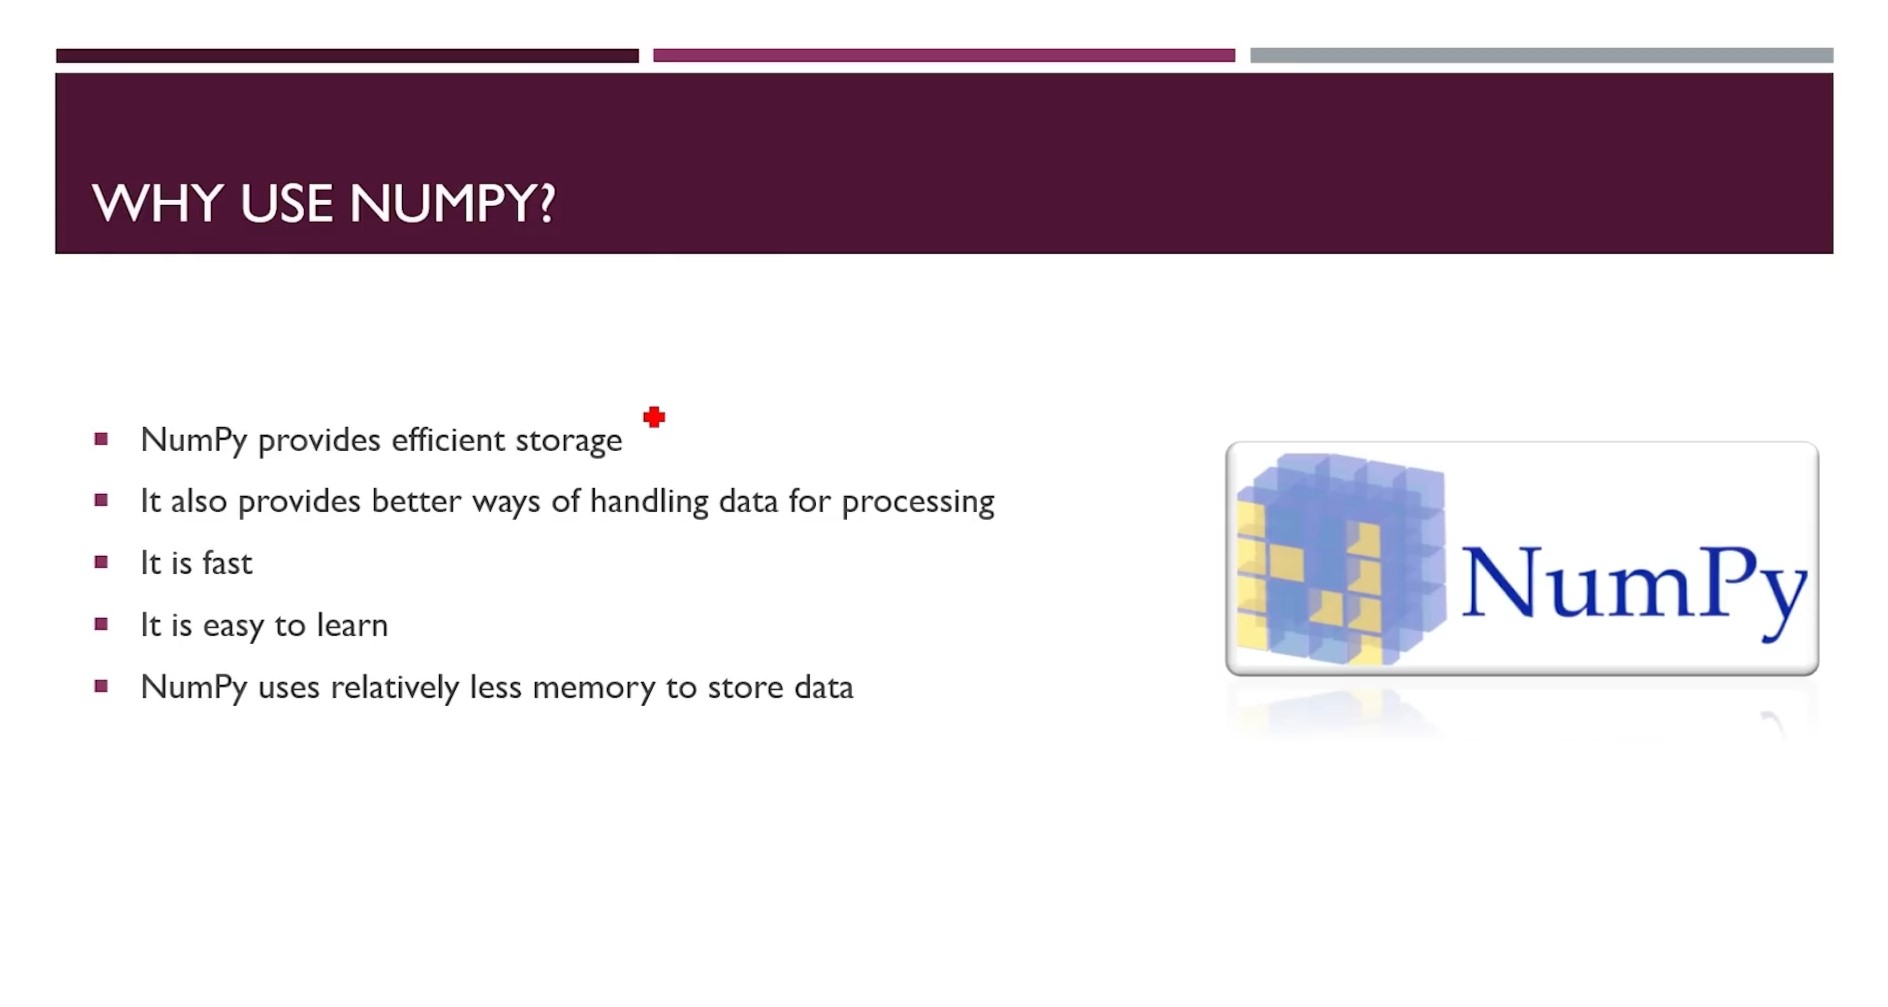 WHY USE NUMPY?
NumPy provides efficient storage
It also provides better ways of handling data for processing
It is fast
It is easy to learn
NumPy uses relatively less memory to store data
NumPy